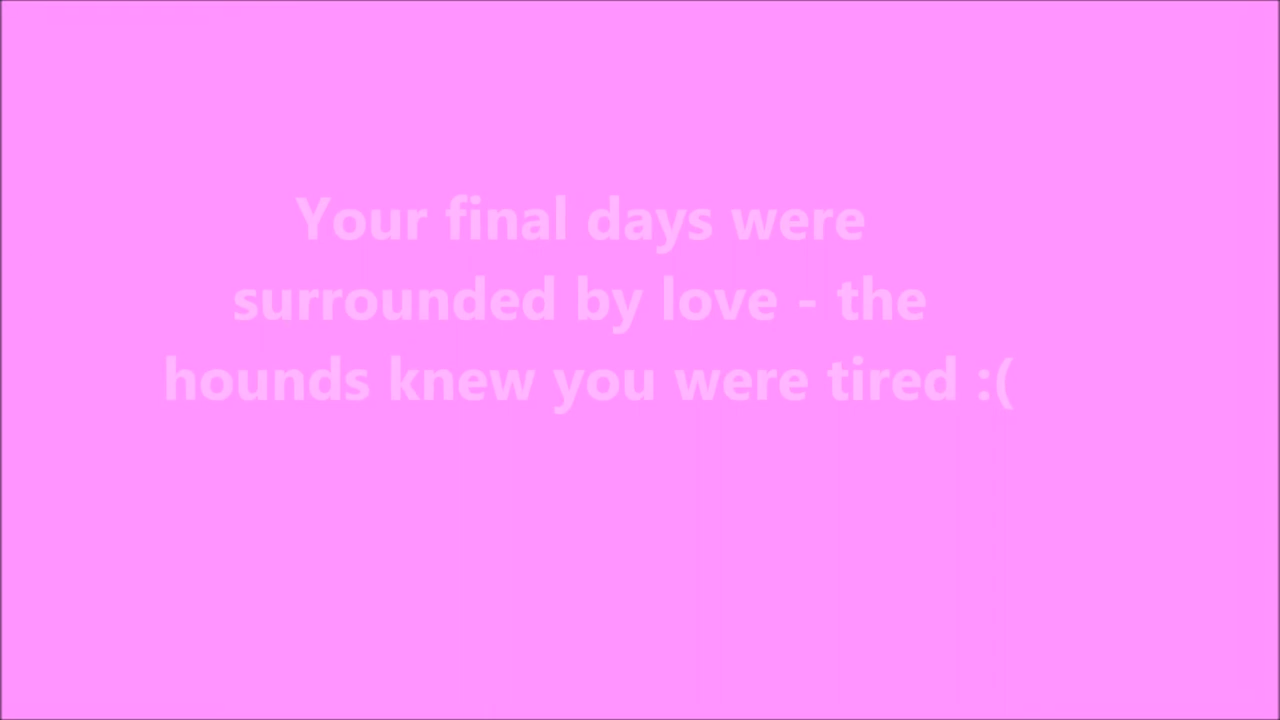 Your final days were
surrounded by love - the
hounds knew you were tired :(